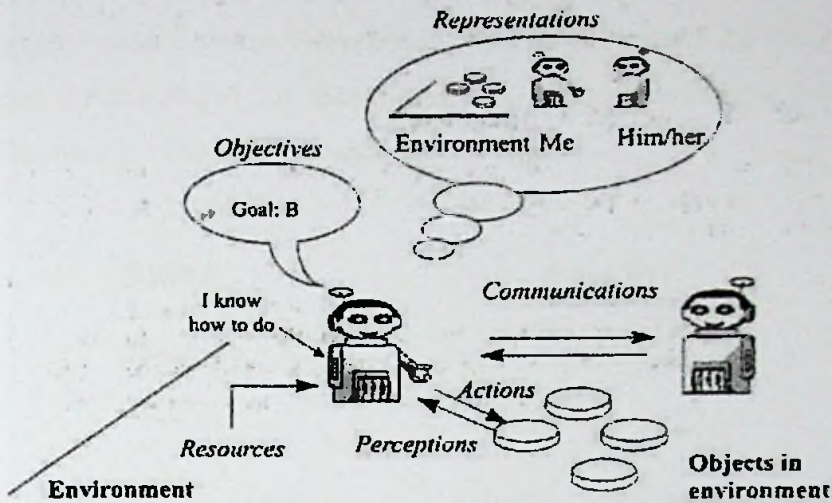 Representations
Environment Me Him/her
Objectives
Goal: B
I know
how to do
Communications
Actions
Resources
Perceptions
Environment
Objects in
environment